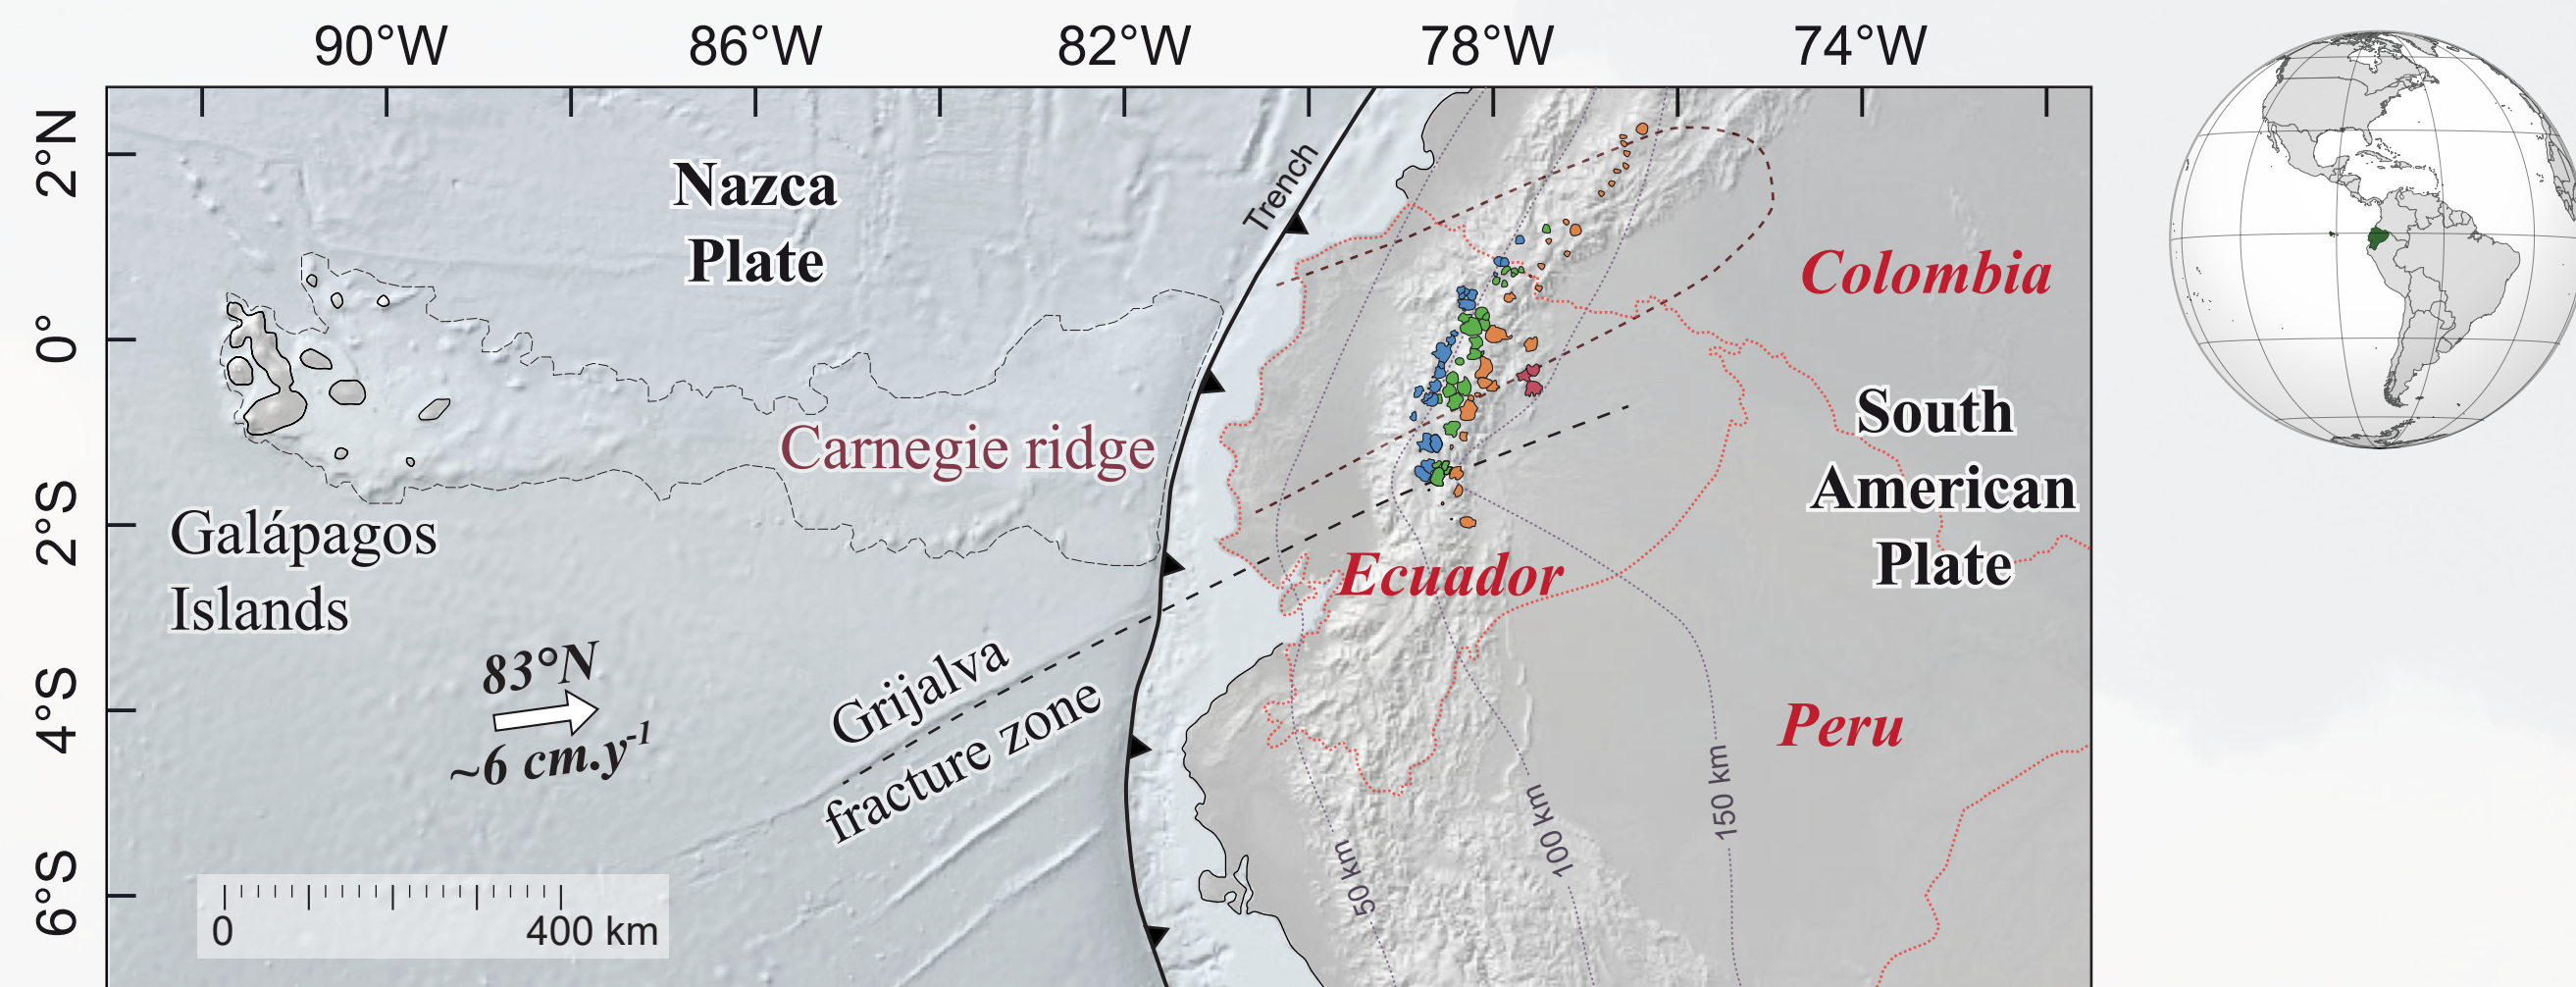 90°W 86°W 82°W 78°W 74°W
2°N
0°
2°S
4°S
6°S
Nazca
Plate
Trench
Colombia
Carnegie ridge
South
American
Plate
Galápagos
Islands
Ecuador
83°N
~6 cm.y-1
Grijalva
fracture zone
Peru
50 km
100 km
150 km
0 400 km